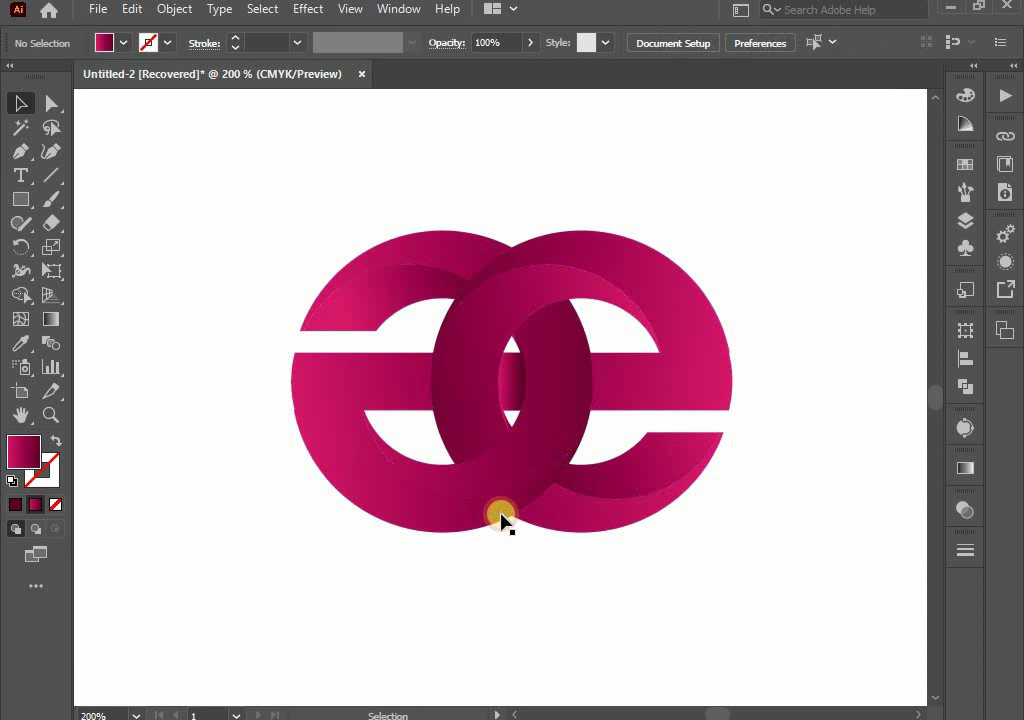 Ai File Edit Object Type Select Effect View Window Help Search Adobe Help
No Selection Stroke: Opacity: 100% Style: Document Setup Preferences
Untitled-2 [Recovered]* @ 200 % (CMYK/Preview) ×
ee
200% 1 Selection